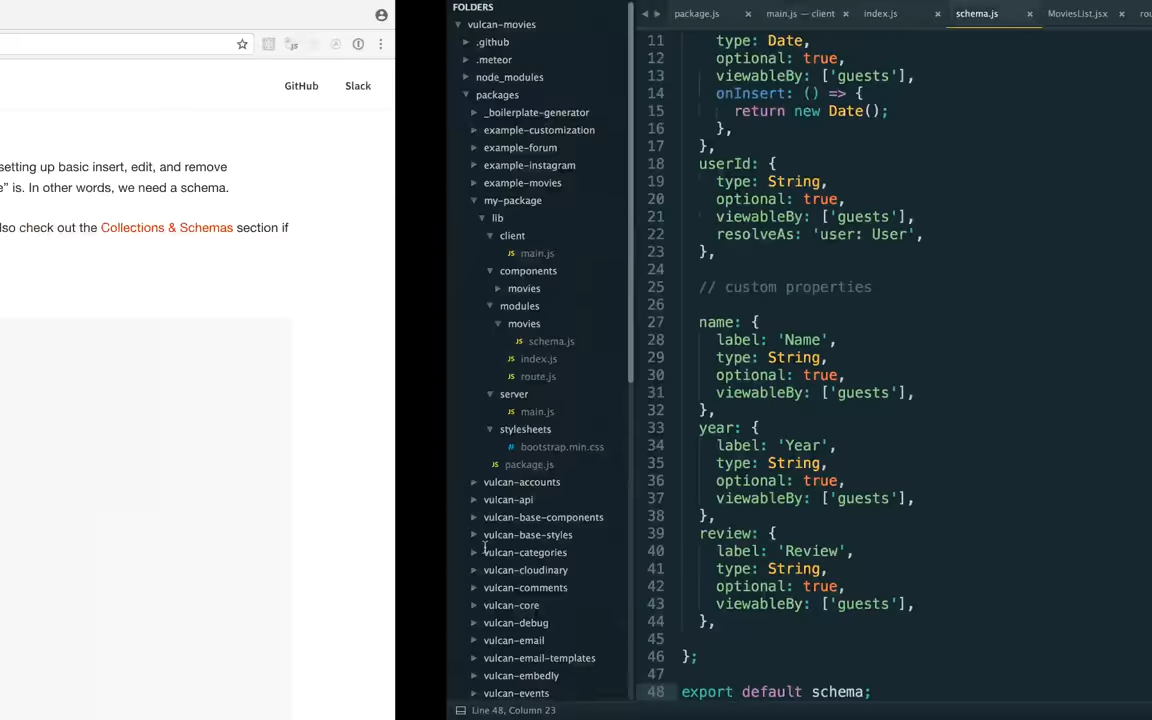 GitHub Slack
setting up basic insert, edit, and remove
e" is. In other words, we need a schema.
lso check out the Collections & Schemas section if
FOLDERS
vulcan-movies
.github
.meteor
node_modules
packages
_boilerplate-generator
example-customization
example-forum
example-instagram
example-movies
my-package
lib
client
JS main.js
components
movies
modules
movies
JS schema.js
JS index.js
JS route.js
server
JS main.js
stylesheets
# bootstrap.min.css
JS package.js
vulcan-accounts
vulcan-api
vulcan-base-components
vulcan-base-styles
vulcan-categories
vulcan-cloudinary
vulcan-comments
vulcan-core
vulcan-debug
vulcan-email
vulcan-email-templates
vulcan-embedly
vulcan-events
package.js × main.js — client × index.js × schema.js × MoviesList.jsx × rou
11 type: Date,
12 optional: true,
13 viewableBy: ['guests'],
14 onInsert: () => {
15 return new Date();
16 },
17 },
18 userId: {
19 type: String,
20 optional: true,
21 viewableBy: ['guests'],
22 resolveAs: 'user: User',
23 },
24
25 // custom properties
26
27 name: {
28 label: 'Name',
29 type: String,
30 optional: true,
31 viewableBy: ['guests'],
32 },
33 year: {
34 label: 'Year',
35 type: String,
36 optional: true,
37 viewableBy: ['guests'],
38 },
39 review: {
40 label: 'Review',
41 type: String,
42 optional: true,
43 viewableBy: ['guests'],
44 },
45
46 };
47
48 export default schema;
Line 48, Column 23